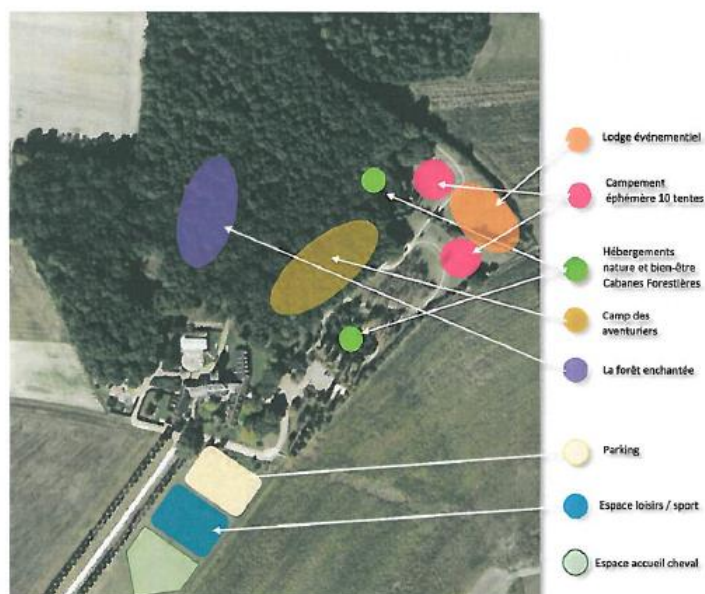 Lodge événementiel
Campement
éphémère 10 tentes
Hébergements
nature et bien-être
Cabanes Forestières
Camp des
aventuriers
La forêt enchantée
Parking
Espace loisirs / sport
Espace accueil cheval